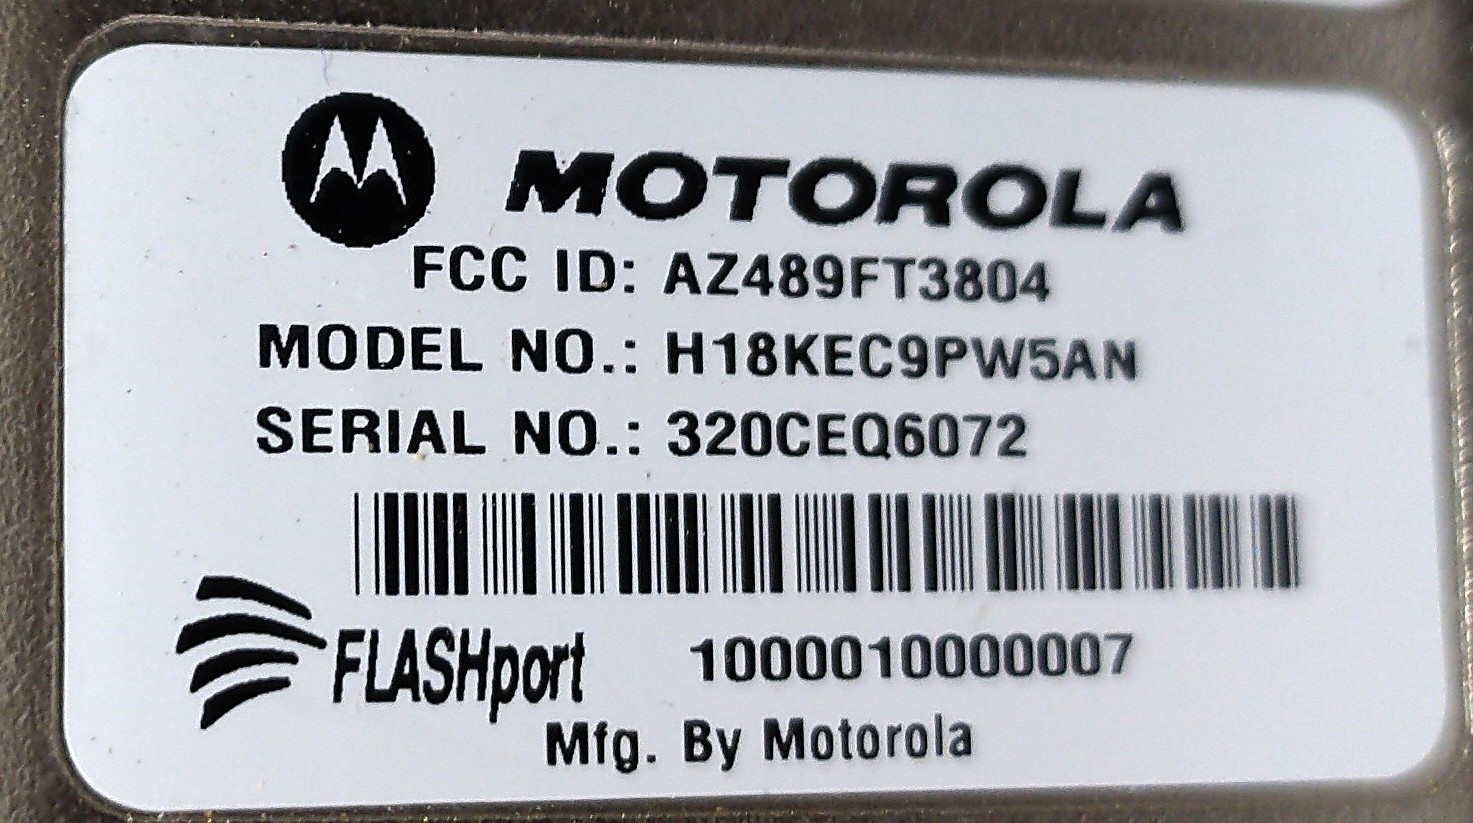 MOTOROLA
FCC ID: AZ489FT3804
MODEL NO.: H18KEC9PW5AN
SERIAL NO.: 320CEQ6072
FLASHport 1000010000007
Mfg. By Motorola